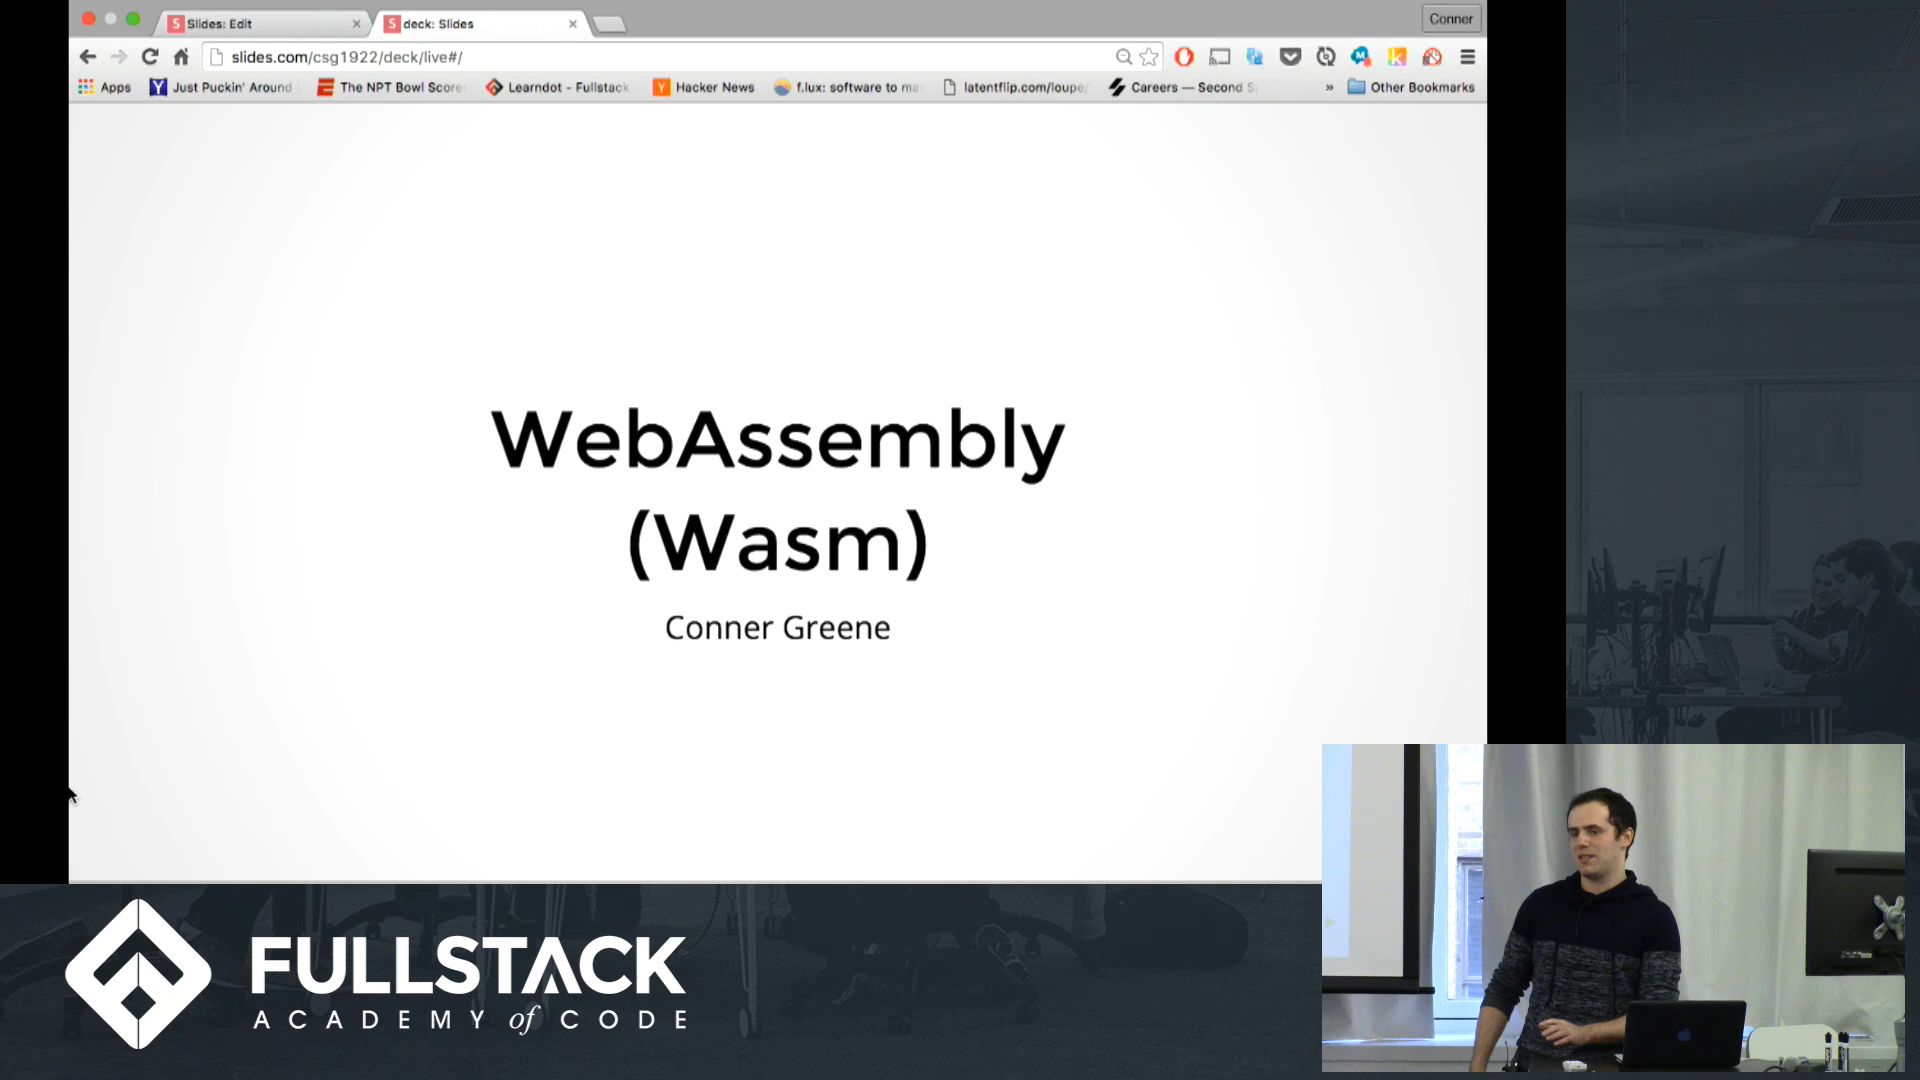 Slides: Edit
deck: Slides
Conner
slides.com/csg1922/deck/live#/
Apps
Just Puckin' Around
The NPT Bowl Score
Learndot - Fullstack
Hacker News
f.lux: software to ma
latentflip.com/loupe/
Careers — Second S
»
Other Bookmarks
WebAssembly
(Wasm)
Conner Greene
FULLSTACK
ACADEMY of CODE